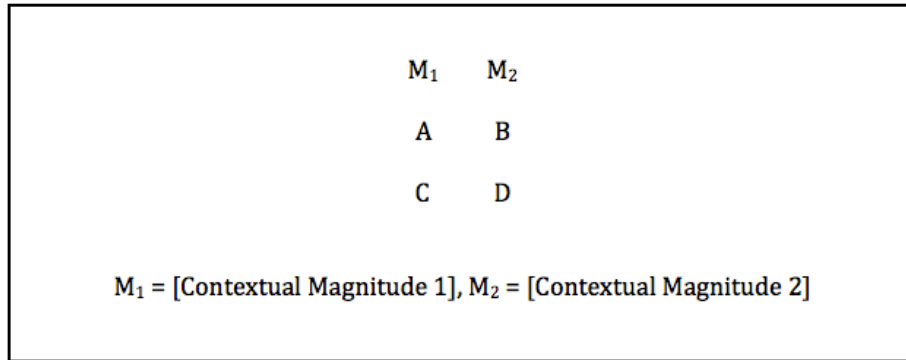 M₁ M₂
A B
C D
M₁ = [Contextual Magnitude 1], M₂ = [Contextual Magnitude 2]